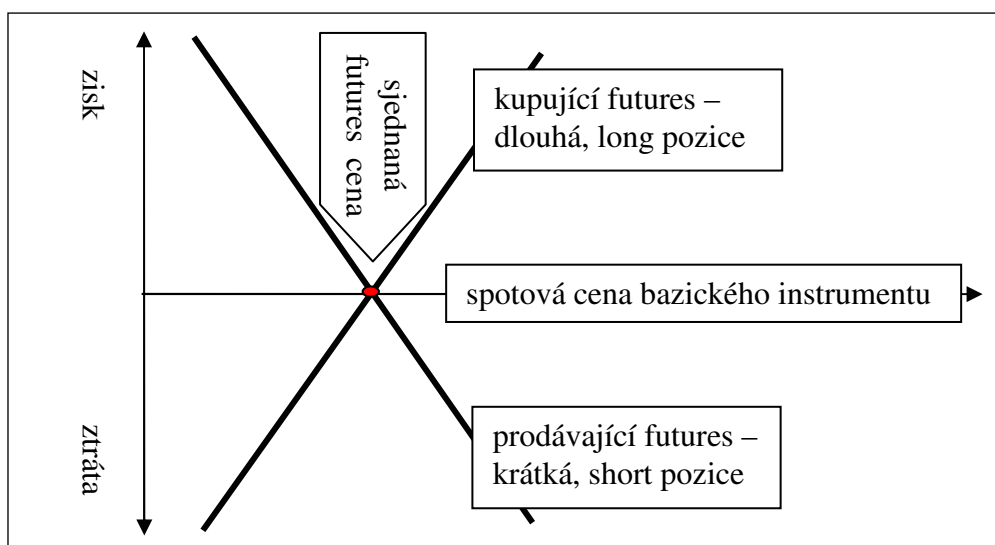 zisk
sjednaná
futures cena
kupující futures –
dlouhá, long pozice
spotová cena bazického instrumentu
ztráta
prodávající futures –
krátká, short pozice